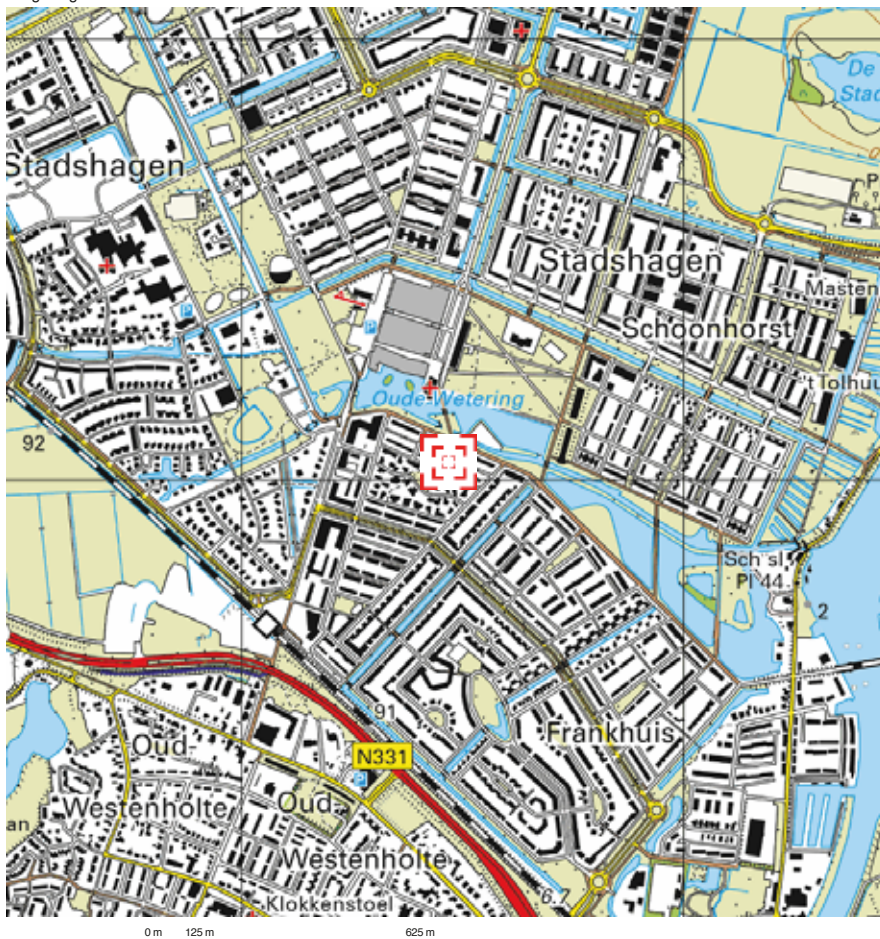 De
Stad
Stadshagen
P
Stadshagen
Masten
Schoonhorst
't Tolhuu
P
P
Oude Wetering
92
Sch sl.
Pl 44
2
91
Oud-
Frankhuis
N331
P
Westenholte
Oud-
an
Westenholte
6.7
Klokkenstoel
0 m 125 m 625 m